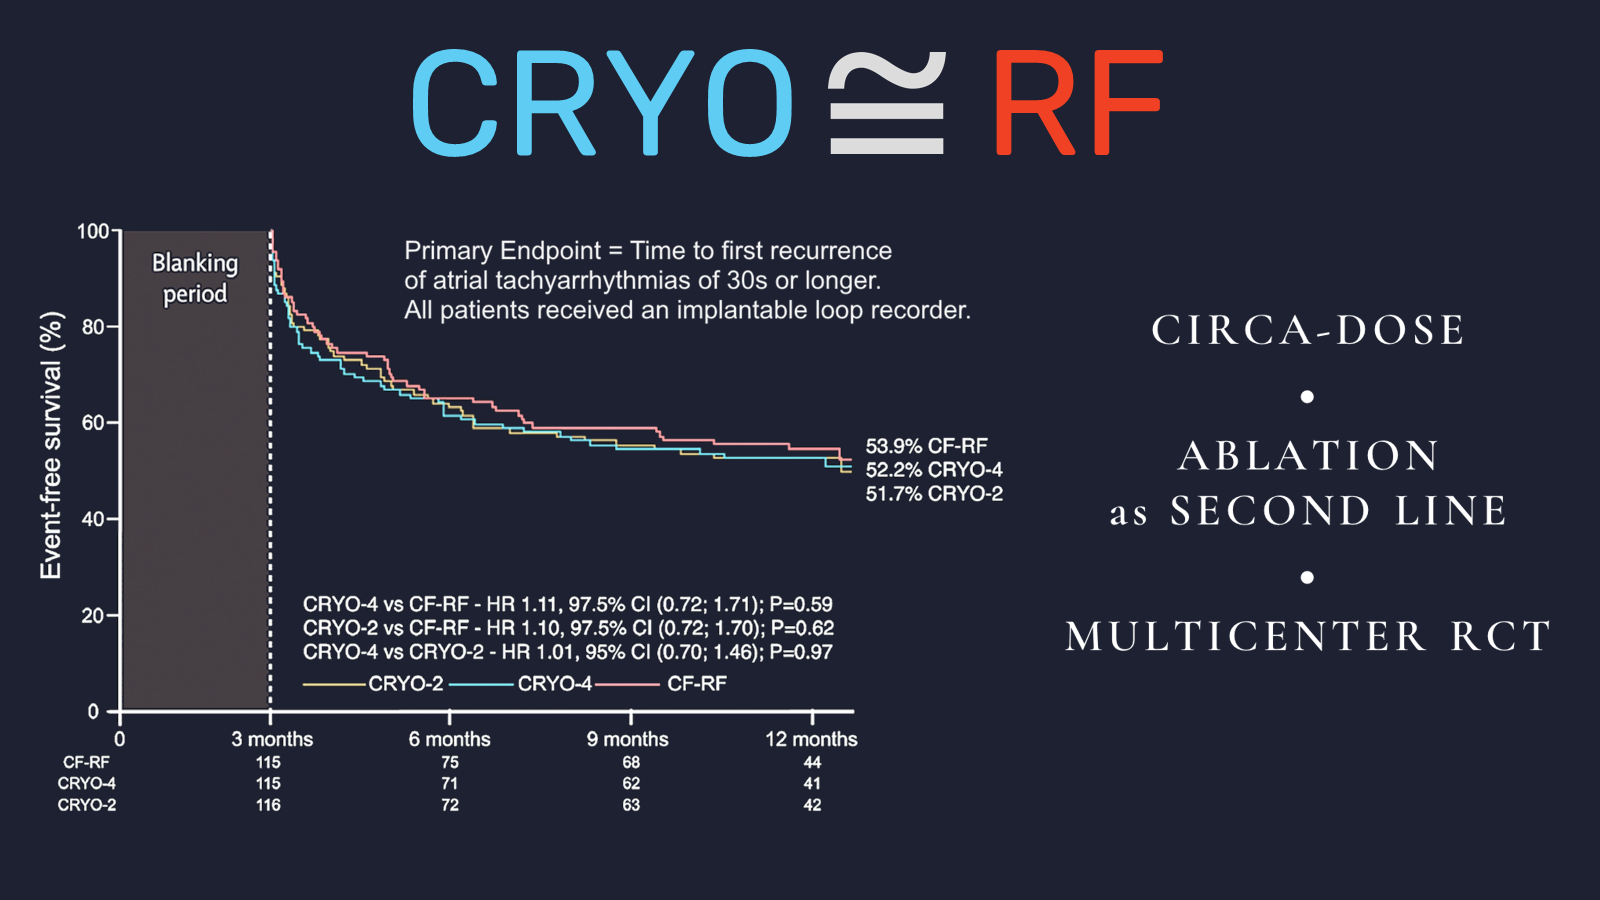 CRYO ≅ RF
Primary Endpoint = Time to first recurrence
of atrial tachyarrhythmias of 30s or longer.
All patients received an implantable loop recorder.
Blanking
period
Event-free survival (%)
100
80
60
40
20
0
53.9% CF-RF
52.2% CRYO-4
51.7% CRYO-2
CRYO-4 vs CF-RF - HR 1.11, 97.5% CI (0.72; 1.71); P=0.59
CRYO-2 vs CF-RF - HR 1.10, 97.5% CI (0.72; 1.70); P=0.62
CRYO-4 vs CRYO-2 - HR 1.01, 95% CI (0.70; 1.46); P=0.97
CRYO-2 CRYO-4 CF-RF
0 3 months 6 months 9 months 12 months
CF-RF 115 75 68 44
CRYO-4 115 71 62 41
CRYO-2 116 72 63 42
CIRCA-DOSE
•
ABLATION
as SECOND LINE
•
MULTICENTER RCT